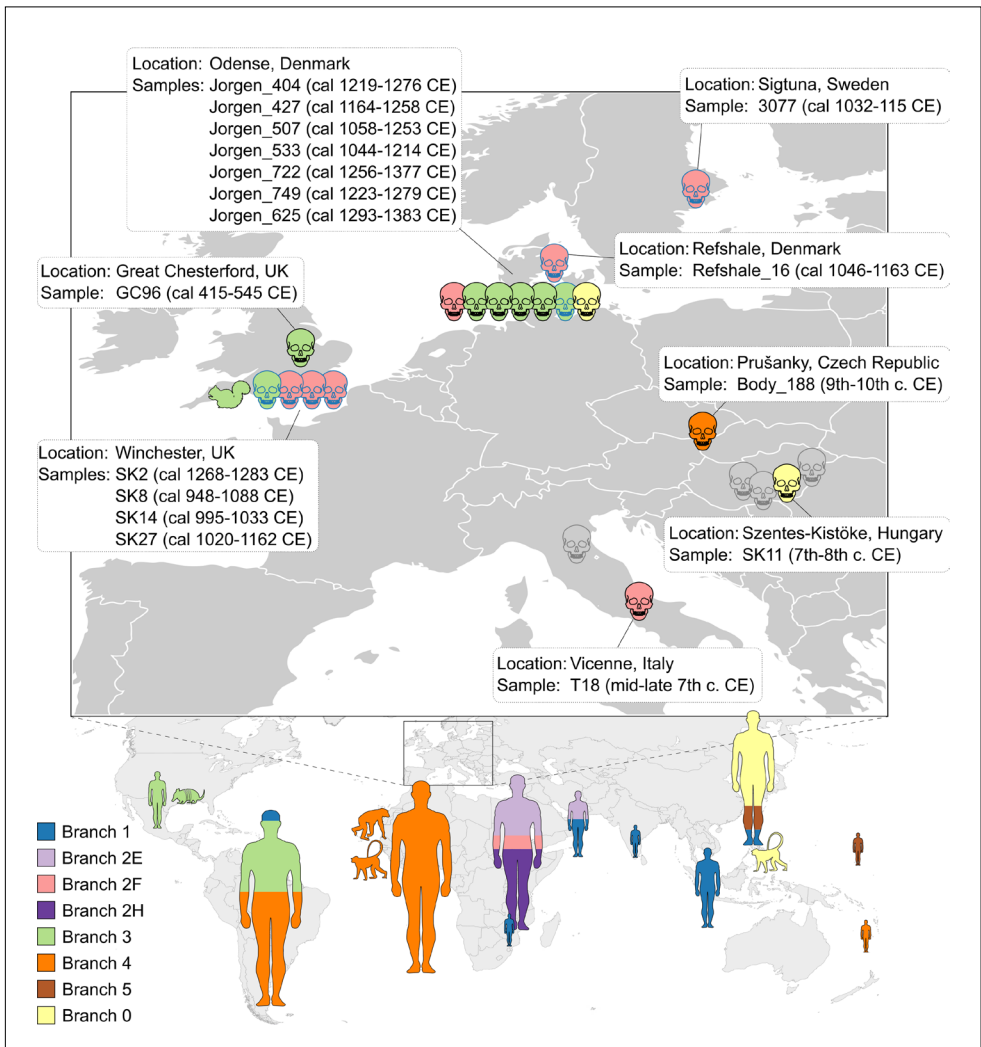 Location: Odense, Denmark
Samples: Jorgen_404 (cal 1219-1276 CE)
Jorgen_427 (cal 1164-1258 CE)
Jorgen_507 (cal 1058-1253 CE)
Jorgen_533 (cal 1044-1214 CE)
Jorgen_722 (cal 1256-1377 CE)
Jorgen_749 (cal 1223-1279 CE)
Jorgen_625 (cal 1293-1383 CE)
Location: Sigtuna, Sweden
Sample: 3077 (cal 1032-115 CE)
Location: Refshale, Denmark
Sample: Refshale_16 (cal 1046-1163 CE)
Location: Great Chesterford, UK
Sample: GC96 (cal 415-545 CE)
Location: Prušanky, Czech Republic
Sample: Body_188 (9th-10th c. CE)
Location: Winchester, UK
Samples: SK2 (cal 1268-1283 CE)
SK8 (cal 948-1088 CE)
SK14 (cal 995-1033 CE)
SK27 (cal 1020-1162 CE)
Location: Szentes-Kistöke, Hungary
Sample: SK11 (7th-8th c. CE)
Location: Vicenne, Italy
Sample: T18 (mid-late 7th c. CE)
Branch 1
Branch 2E
Branch 2F
Branch 2H
Branch 3
Branch 4
Branch 5
Branch 0